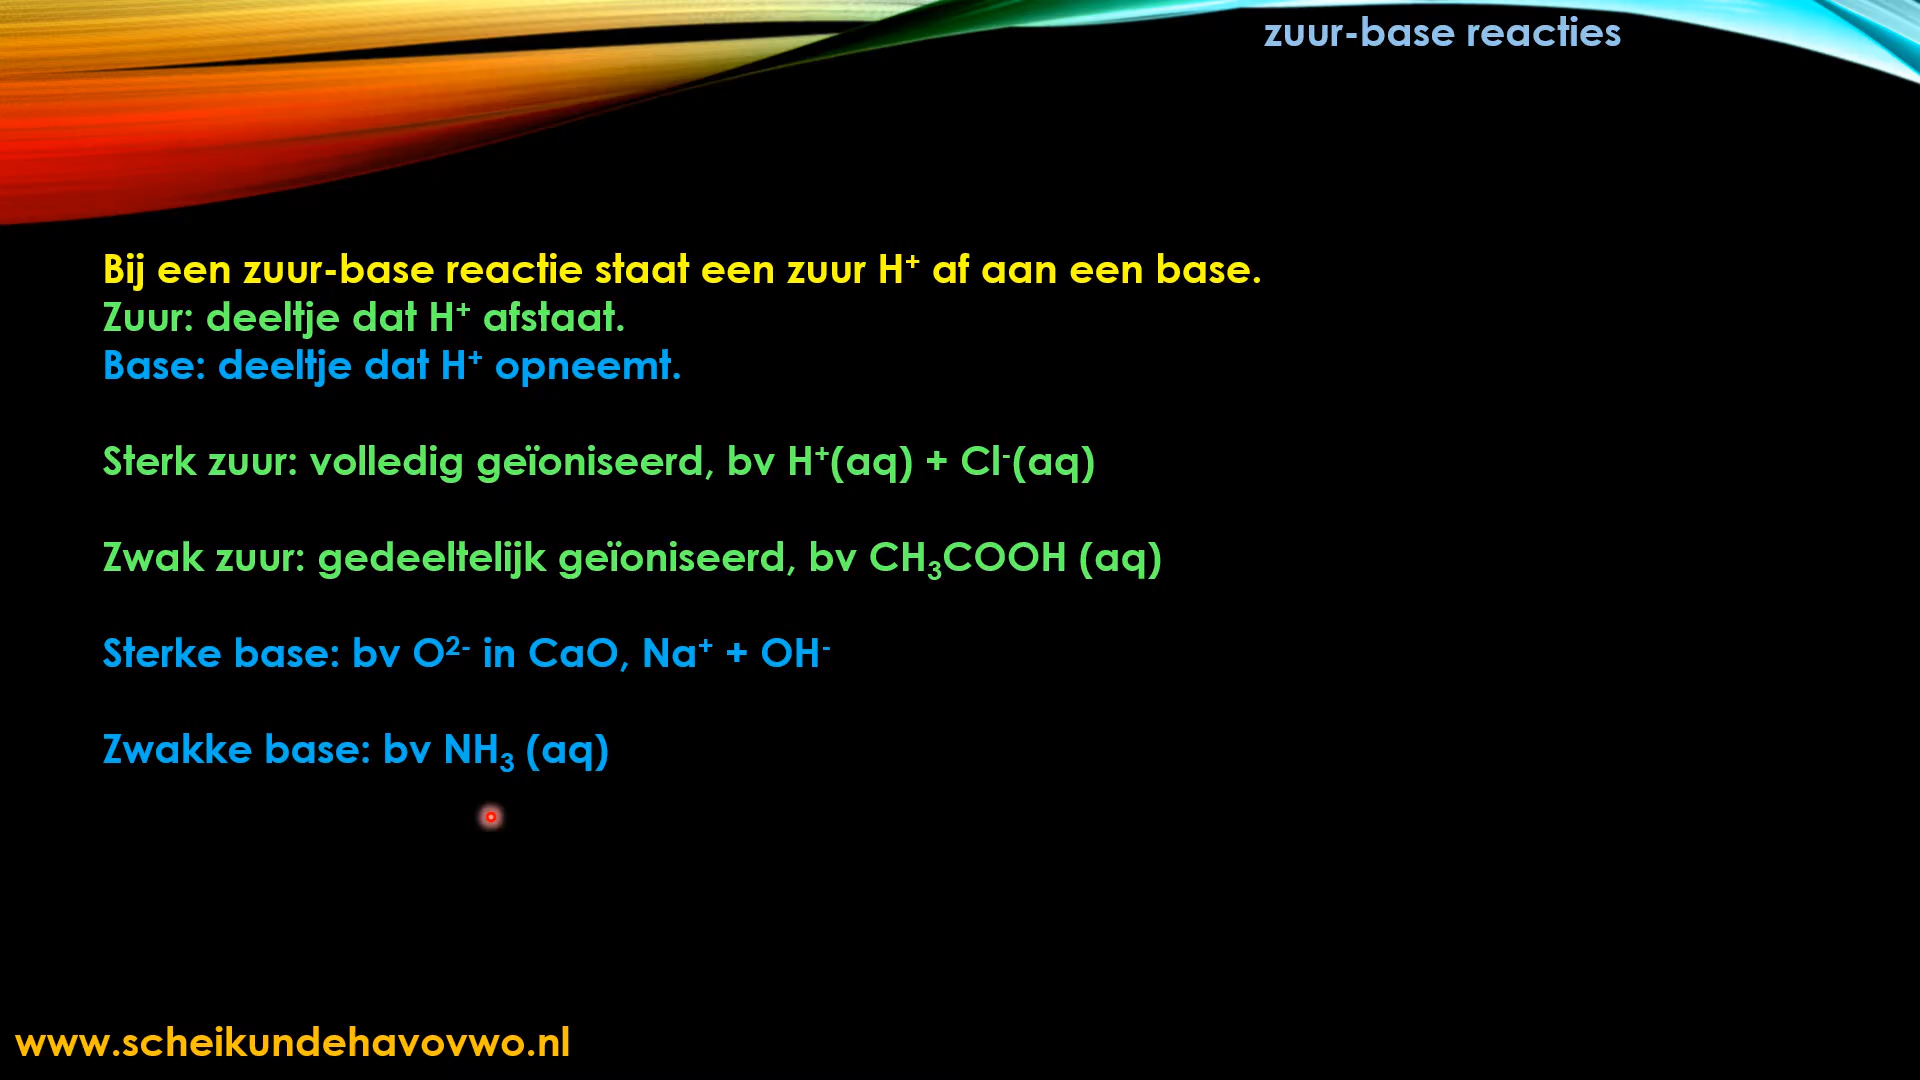 zuur-base reacties
Bij een zuur-base reactie staat een zuur H⁺ af aan een base.
Zuur: deeltje dat H⁺ afstaat.
Base: deeltje dat H⁺ opneemt.
Sterk zuur: volledig geïoniseerd, bv H⁺(aq) + Cl⁻(aq)
Zwak zuur: gedeeltelijk geïoniseerd, bv CH₃COOH (aq)
Sterke base: bv O²⁻ in CaO, Na⁺ + OH⁻
Zwakke base: bv NH₃ (aq)
www.scheikundehavovwo.nl